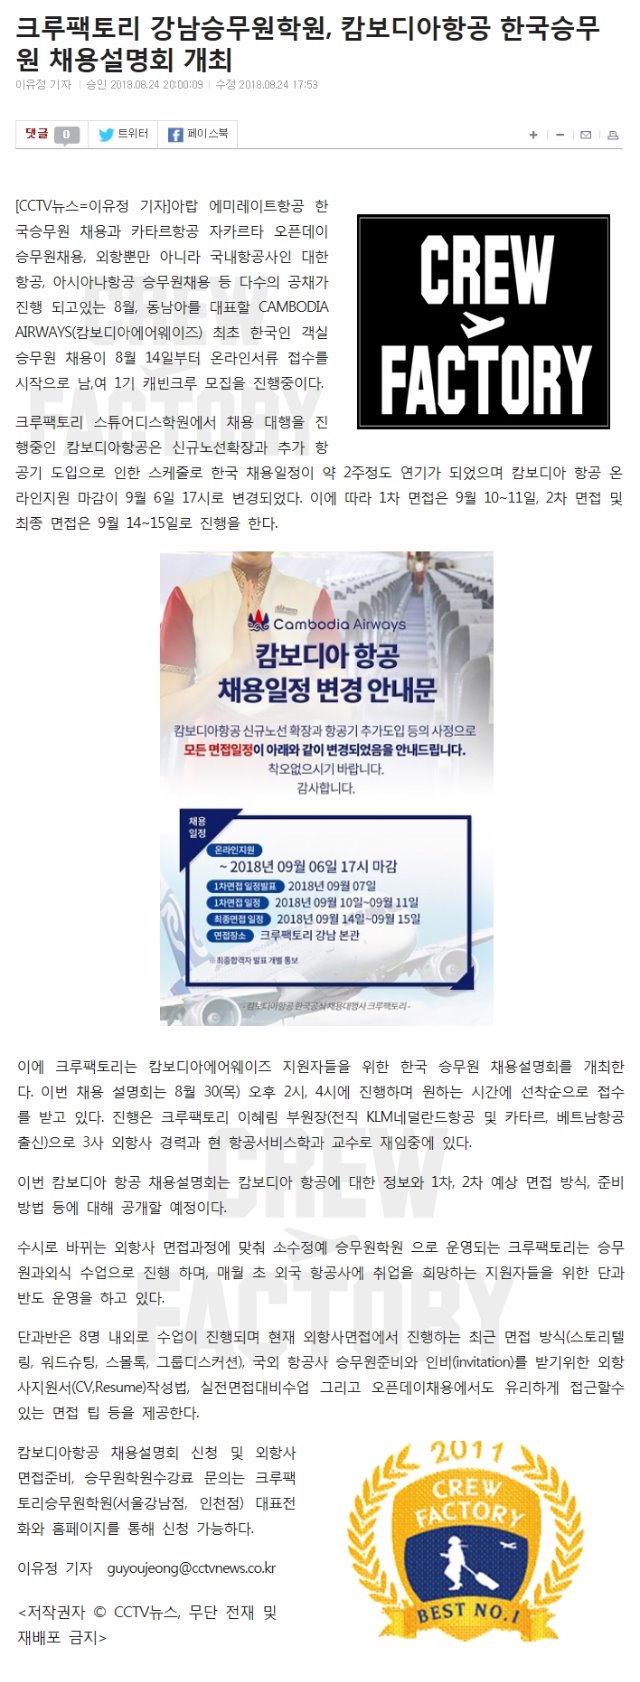 크루팩토리 강남승무원학원, 캄보디아항공 한국승무
원 채용설명회 개최
이유정 기자 | 승인 2018.08.24 20:00:09 | 수정 2018.08.24 17:53
댓글 0 트위터 페이스북
[CCTV뉴스=이유정 기자]아랍 에미레이트항공 한
국승무원 채용과 카타르항공 자카르타 오픈데이
승무원채용, 외항뿐만 아니라 국내항공사인 대한
항공, 아시아나항공 승무원채용 등 다수의 공채가
진행 되고있는 8월, 동남아를 대표할 CAMBODIA
AIRWAYS(캄보디아에어웨이즈) 최초 한국인 객실
승무원 채용이 8월 14일부터 온라인서류 접수를
시작으로 남,여 1기 캐빈크루 모집을 진행중이다.
CREW
FACTORY
크루팩토리 스튜어디스학원에서 채용 대행을 진
행중인 캄보디아항공은 신규노선확장과 추가 항
공기 도입으로 인한 스케줄로 한국 채용일정이 약 2주정도 연기가 되었으며 캄보디아 항공 온
라인지원 마감이 9월 6일 17시로 변경되었다. 이에 따라 1차 면접은 9월 10~11일, 2차 면접 및
최종 면접은 9월 14~15일로 진행을 한다.
Cambodia Airways
캄보디아 항공
채용일정 변경 안내문
캄보디아항공 신규노선 확장과 항공기 추가도입 등의 사정으로
모든 면접일정이 아래와 같이 변경되었음을 안내드립니다.
착오없으시기 바랍니다.
감사합니다.
채용
일정
온라인지원
~ 2018년 09월 06일 17시 마감
1차면접 일정발표 2018년 09월 07일
1차면접 일정 2018년 09월 10일~09월 11일
최종면접 일정 2018년 09월 14일~09월 15일
면접장소 크루팩토리 강남 본관
※최종합격자 발표 개별 통보
- 캄보디아항공 한국공식 채용대행사 크루팩토리 -
이에 크루팩토리는 캄보디아에어웨이즈 지원자들을 위한 한국 승무원 채용설명회를 개최한
다. 이번 채용 설명회는 8월 30(목) 오후 2시, 4시에 진행하며 원하는 시간에 선착순으로 접수
를 받고 있다. 진행은 크루팩토리 이혜림 부원장(전직 KLM네덜란드항공 및 카타르, 베트남항공
출신)으로 3사 외항사 경력과 현 항공서비스학과 교수로 재임중에 있다.
이번 캄보디아 항공 채용설명회는 캄보디아 항공에 대한 정보와 1차, 2차 예상 면접 방식, 준비
방법 등에 대해 공개할 예정이다.
수시로 바뀌는 외항사 면접과정에 맞춰 소수정예 승무원학원 으로 운영되는 크루팩토리는 승무
원과외식 수업으로 진행 하며, 매월 초 외국 항공사에 취업을 희망하는 지원자들을 위한 단과
반도 운영을 하고 있다.
단과반은 8명 내외로 수업이 진행되며 현재 외항사면접에서 진행하는 최근 면접 방식(스토리텔
링, 워드슈팅, 스몰톡, 그룹디스커션), 국외 항공사 승무원준비와 인비(invitation)를 받기위한 외항
사지원서(CV,Resume)작성법, 실전면접대비수업 그리고 오픈데이채용에서도 유리하게 접근할수
있는 면접 팁 등을 제공한다.
캄보디아항공 채용설명회 신청 및 외항사
면접준비, 승무원학원수강료 문의는 크루팩
토리승무원학원(서울강남점, 인천점) 대표전
화와 홈페이지를 통해 신청 가능하다.
이유정 기자 guyoujeong@cctvnews.co.kr
<저작권자 © CCTV뉴스, 무단 전재 및
재배포 금지>
2011
CREW
FACTORY
BEST NO.1
CREW
FACTORY
CREW
FACTORY